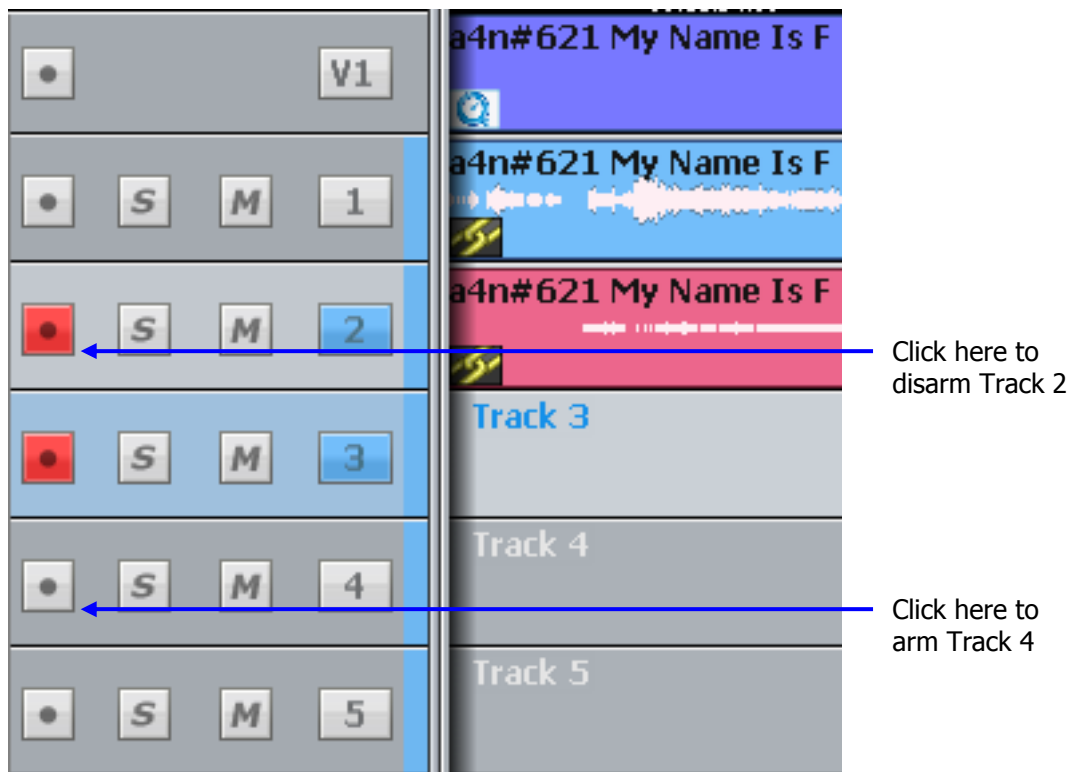 V1
a4n#621 My Name Is F
S M 1
a4n#621 My Name Is F
S M 2
a4n#621 My Name Is F
Click here to
disarm Track 2
S M 3
Track 3
S M 4
Track 4
Click here to
arm Track 4
S M 5
Track 5